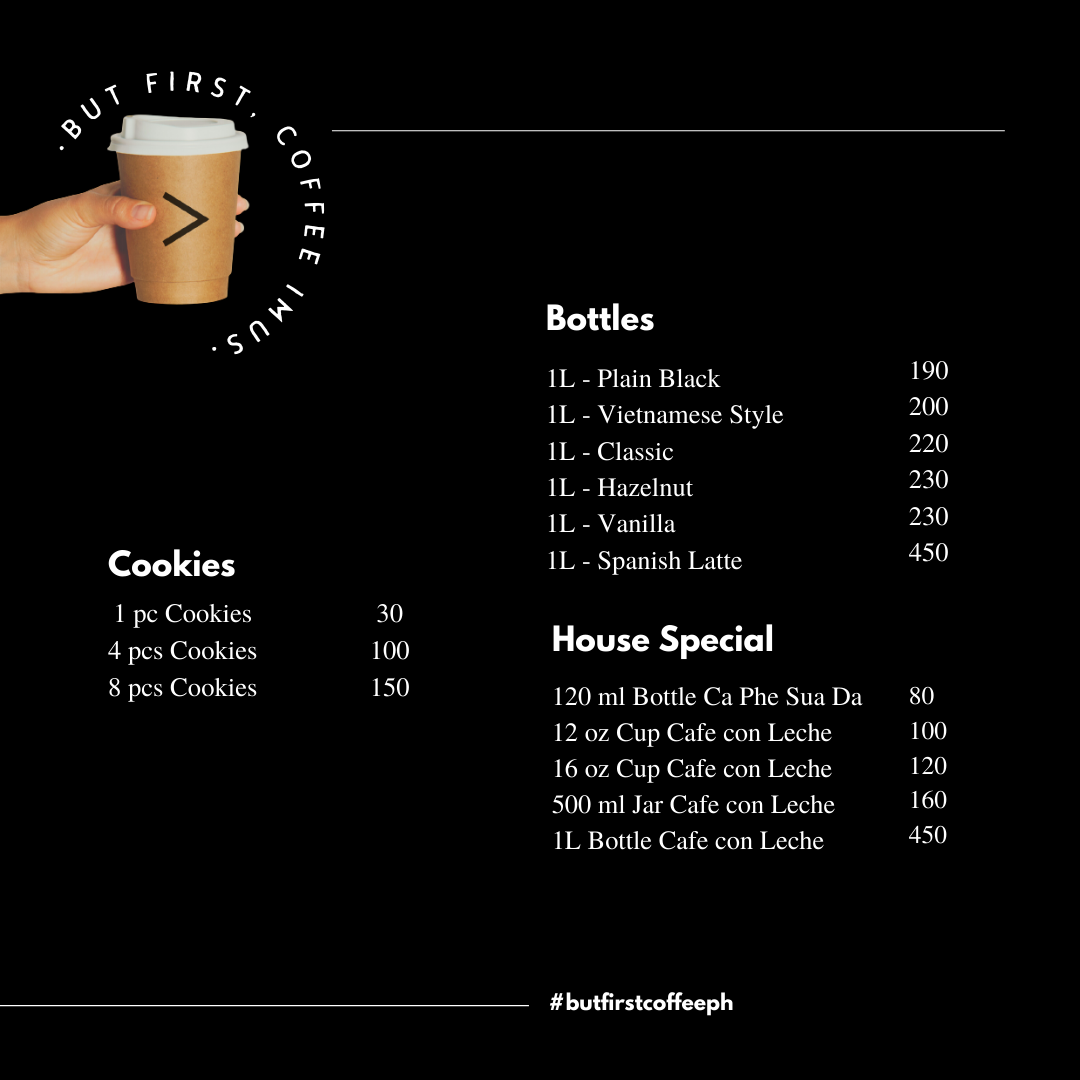 .BUT FIRST, COFFEE IMUS.
>
Bottles
1L - Plain Black 190
1L - Vietnamese Style 200
1L - Classic 220
1L - Hazelnut 230
1L - Vanilla 230
1L - Spanish Latte 450
Cookies
1 pc Cookies 30
4 pcs Cookies 100
8 pcs Cookies 150
House Special
120 ml Bottle Ca Phe Sua Da 80
12 oz Cup Cafe con Leche 100
16 oz Cup Cafe con Leche 120
500 ml Jar Cafe con Leche 160
1L Bottle Cafe con Leche 450
#butfirstcoffeeph